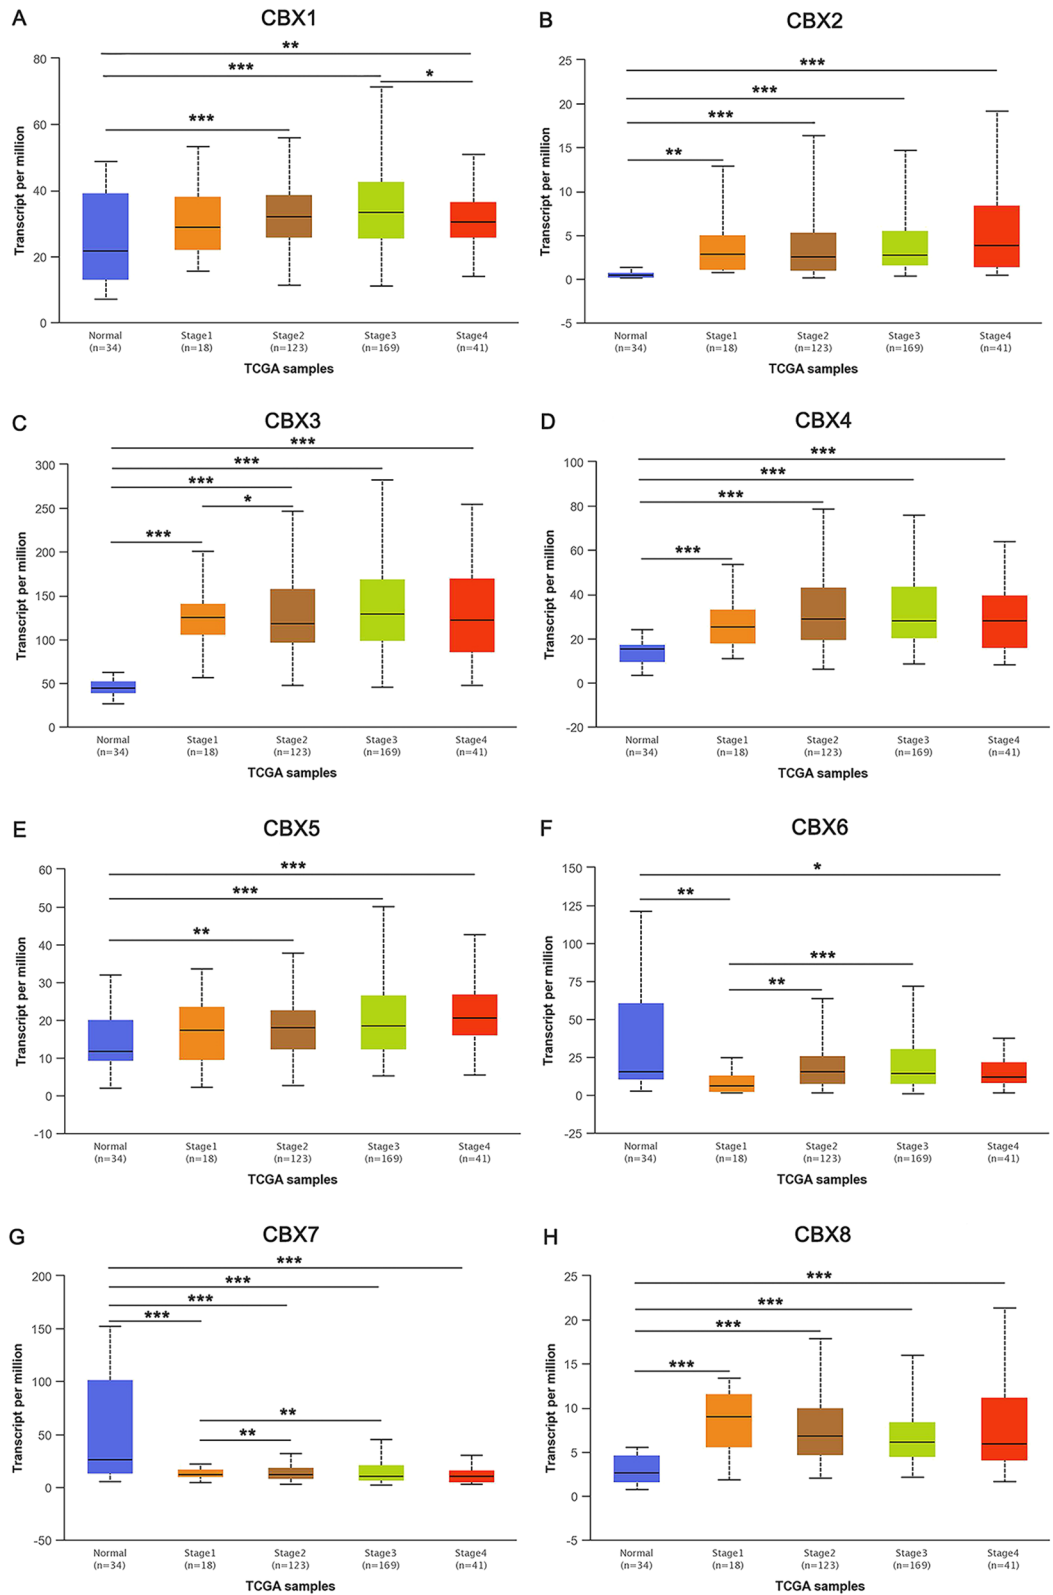 A
CBX1
Transcript per million
80
60
40
20
0
**
***
*
***
Normal
(n=34)
Stage1
(n=18)
Stage2
(n=123)
Stage3
(n=169)
Stage4
(n=41)
TCGA samples
B
CBX2
Transcript per million
25
20
15
10
5
0
-5
***
***
***
**
Normal
(n=34)
Stage1
(n=18)
Stage2
(n=123)
Stage3
(n=169)
Stage4
(n=41)
TCGA samples
C
CBX3
Transcript per million
300
250
200
150
100
50
0
***
***
***
*
***
Normal
(n=34)
Stage1
(n=18)
Stage2
(n=123)
Stage3
(n=169)
Stage4
(n=41)
TCGA samples
D
CBX4
Transcript per million
100
80
60
40
20
0
-20
***
***
***
***
Normal
(n=34)
Stage1
(n=18)
Stage2
(n=123)
Stage3
(n=169)
Stage4
(n=41)
TCGA samples
E
CBX5
Transcript per million
60
50
40
30
20
10
0
-10
***
***
**
Normal
(n=34)
Stage1
(n=18)
Stage2
(n=123)
Stage3
(n=169)
Stage4
(n=41)
TCGA samples
F
CBX6
Transcript per million
150
125
100
75
50
25
0
-25
*
**
***
**
Normal
(n=34)
Stage1
(n=18)
Stage2
(n=123)
Stage3
(n=169)
Stage4
(n=41)
TCGA samples
G
CBX7
Transcript per million
200
150
100
50
0
-50
***
***
***
***
**
**
Normal
(n=34)
Stage1
(n=18)
Stage2
(n=123)
Stage3
(n=169)
Stage4
(n=41)
TCGA samples
H
CBX8
Transcript per million
25
20
15
10
5
0
-5
***
***
***
***
Normal
(n=34)
Stage1
(n=18)
Stage2
(n=123)
Stage3
(n=169)
Stage4
(n=41)
TCGA samples